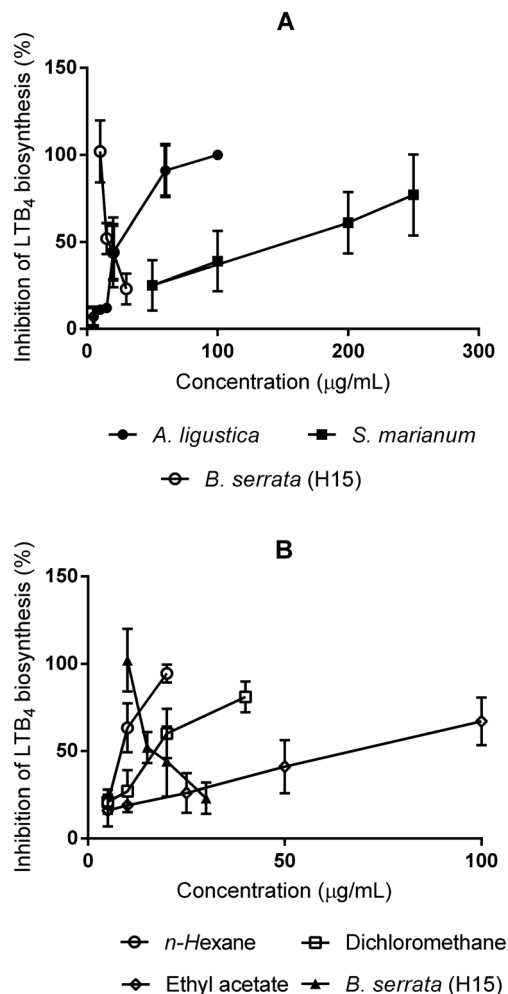 A
Inhibition of LTB4 biosynthesis (%)
150
100
50
0
0 100 200 300
Concentration (μg/mL)
A. ligustica S. marianum
B. serrata (H15)
B
Inhibition of LTB4 biosynthesis (%)
150
100
50
0
0 50 100
Concentration (μg/mL)
n-Hexane Dichloromethane
Ethyl acetate B. serrata (H15)